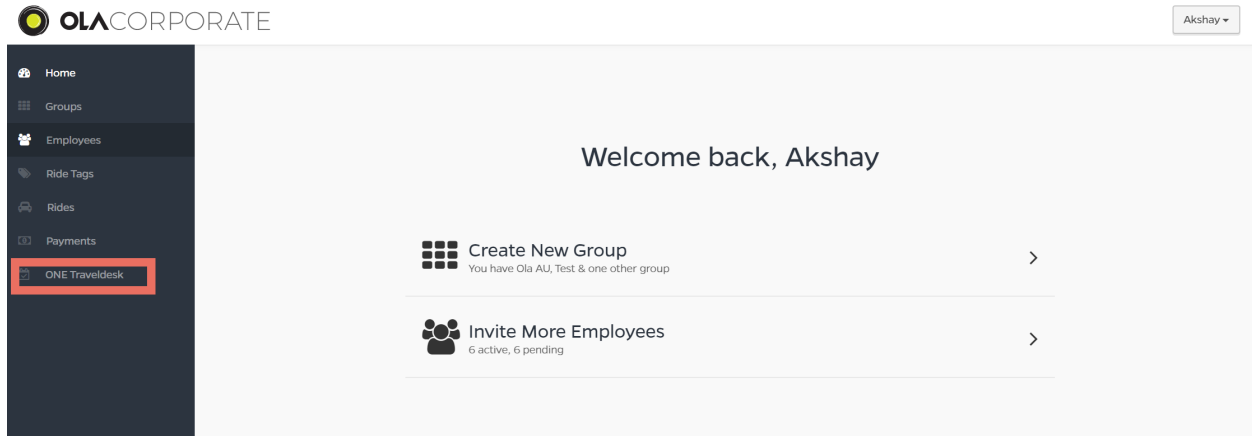 OLACORPORATE
Akshay
Home
Groups
Employees
Ride Tags
Rides
Payments
ONE Traveldesk
Welcome back, Akshay
Create New Group
You have Ola AU, Test & one other group
Invite More Employees
6 active, 6 pending